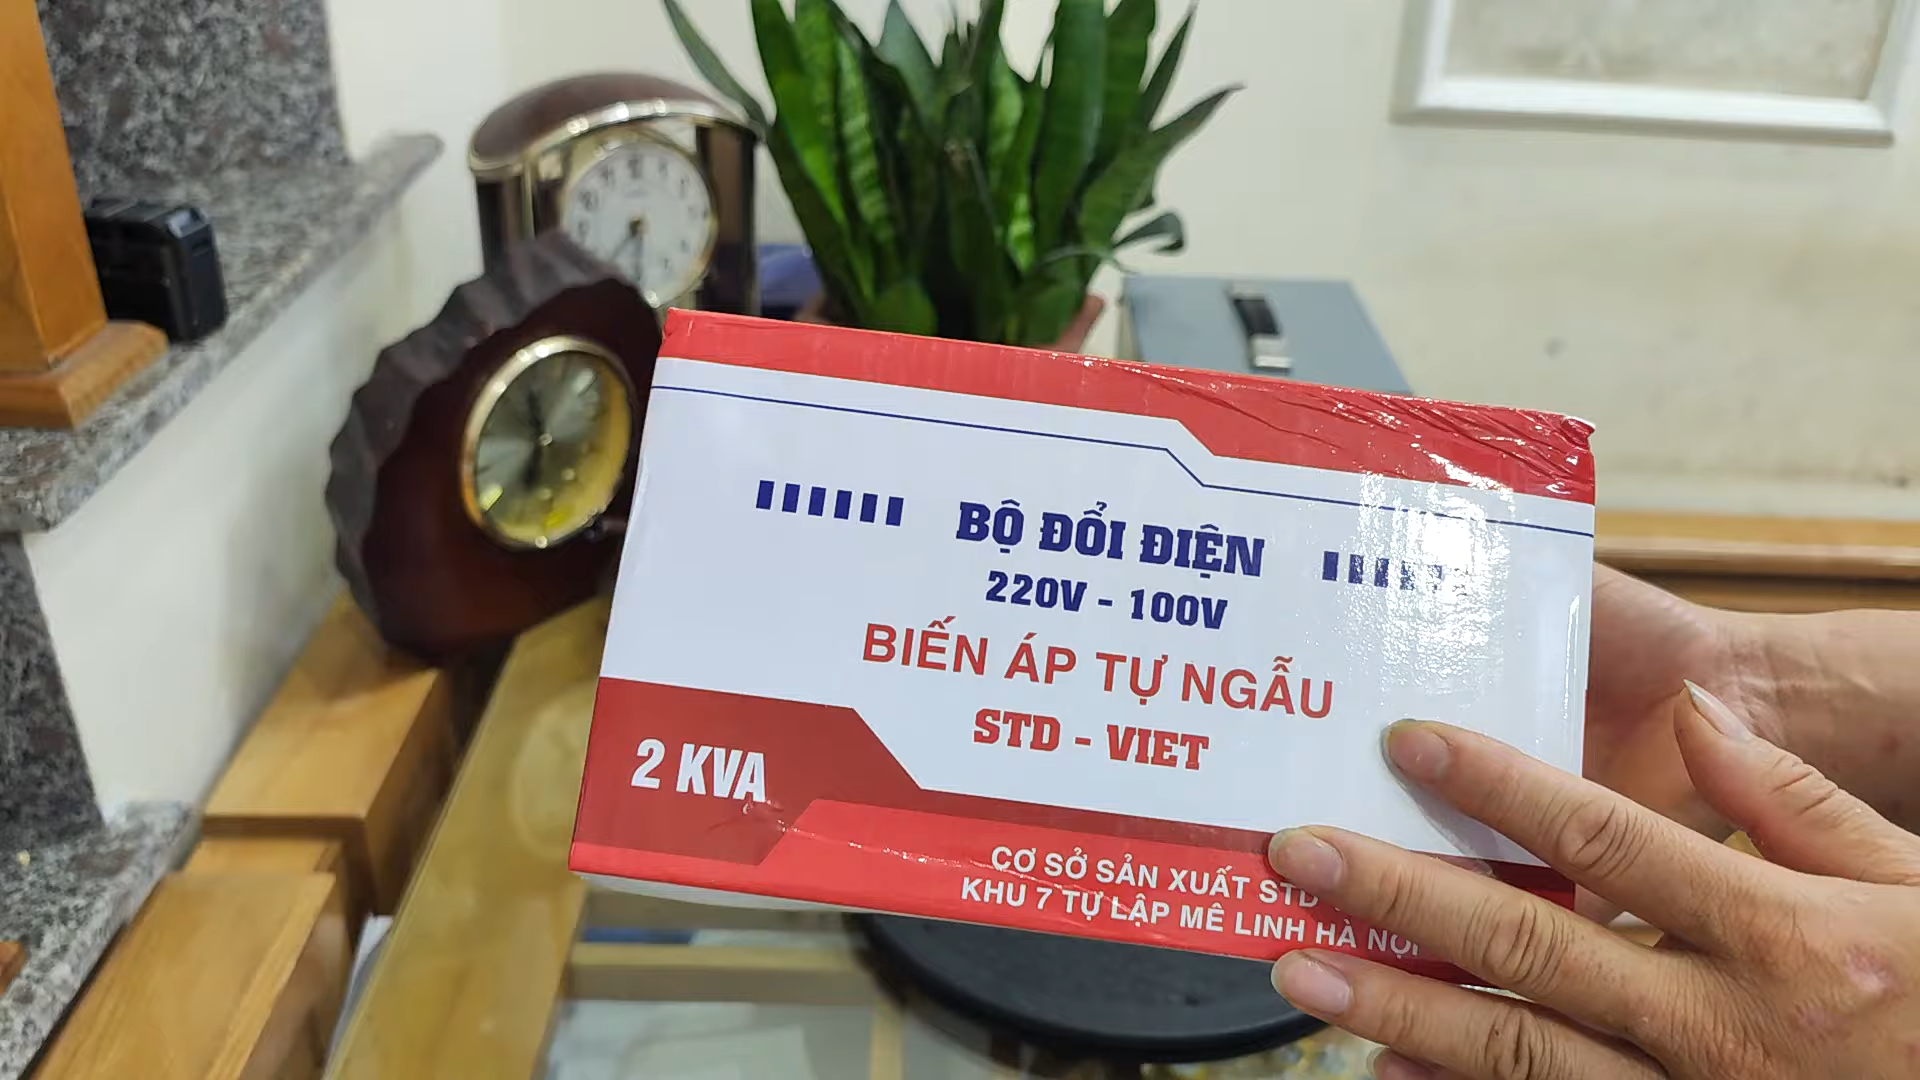 BỘ ĐỔI ĐIỆN
220V - 100V
BIẾN ÁP TỰ NGẪU
STD - VIET
2 KVA
CƠ SỞ SẢN XUẤT STD
KHU 7 TỰ LẬP MÊ LINH HÀ NỘI